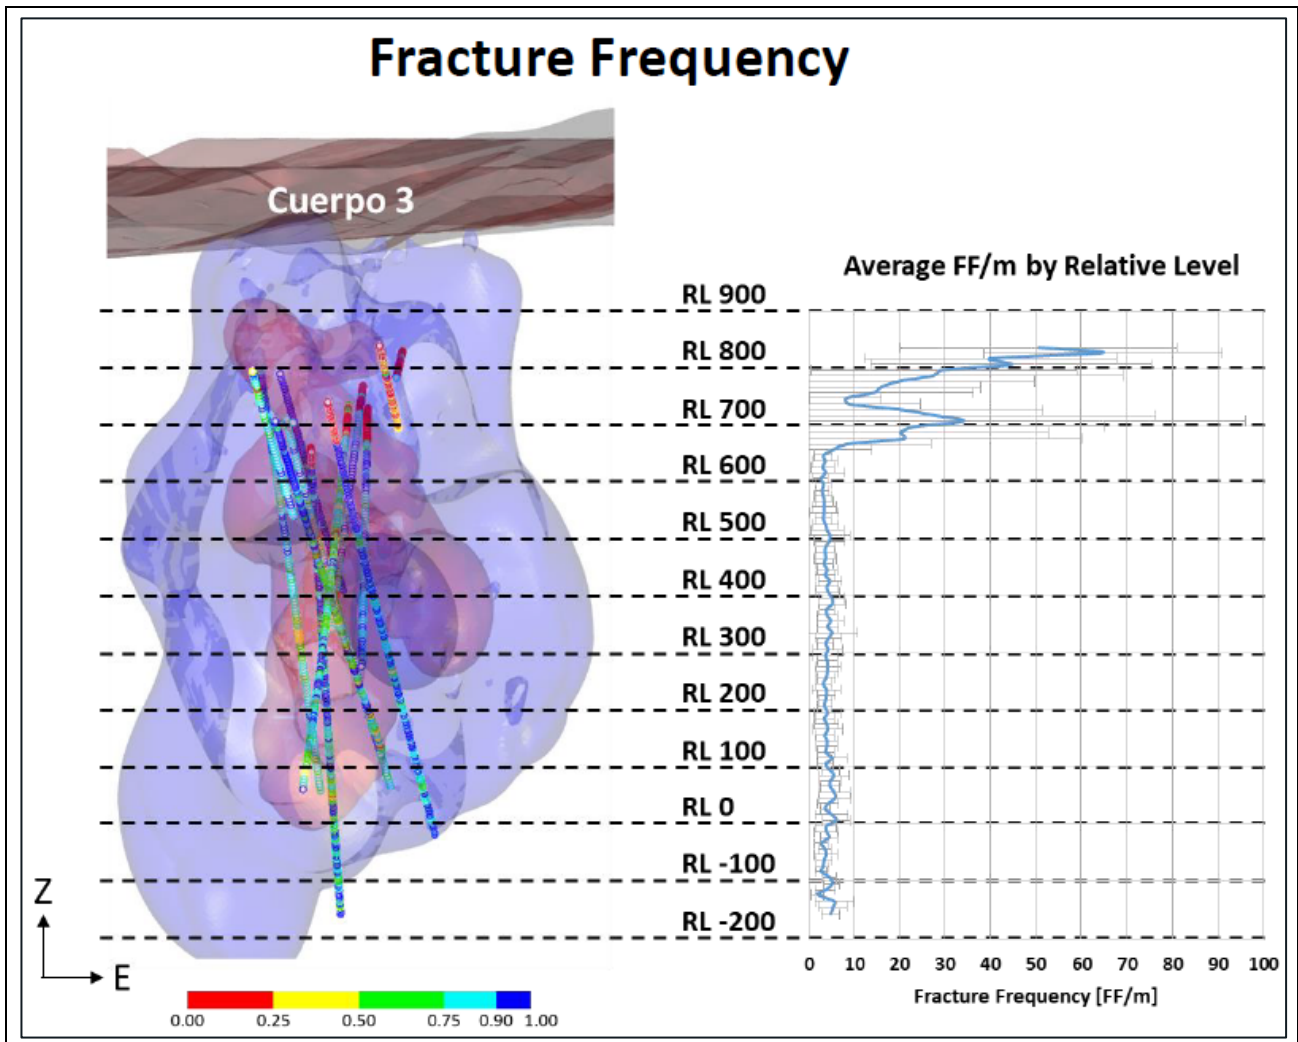 Fracture Frequency
Cuerpo 3
Average FF/m by Relative Level
RL 900
RL 800
RL 700
RL 600
RL 500
RL 400
RL 300
RL 200
RL 100
RL 0
RL -100
RL -200
Z
E
0 10 20 30 40 50 60 70 80 90 100
Fracture Frequency [FF/m]
0.00 0.25 0.50 0.75 0.90 1.00